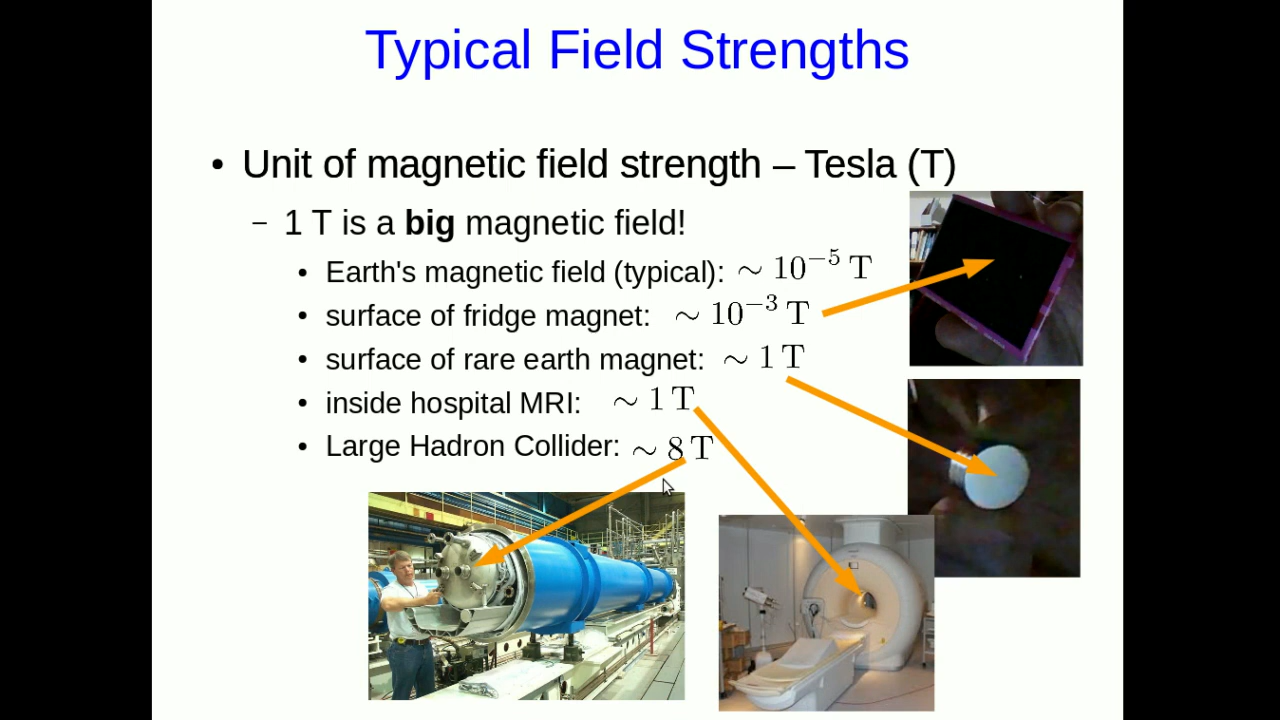 Typical Field Strengths
• Unit of magnetic field strength – Tesla (T)
– 1 T is a big magnetic field!
• Earth's magnetic field (typical): ∼ 10⁻⁵ T
• surface of fridge magnet: ∼ 10⁻³ T
• surface of rare earth magnet: ∼ 1 T
• inside hospital MRI: ∼ 1 T
• Large Hadron Collider: ∼ 8 T